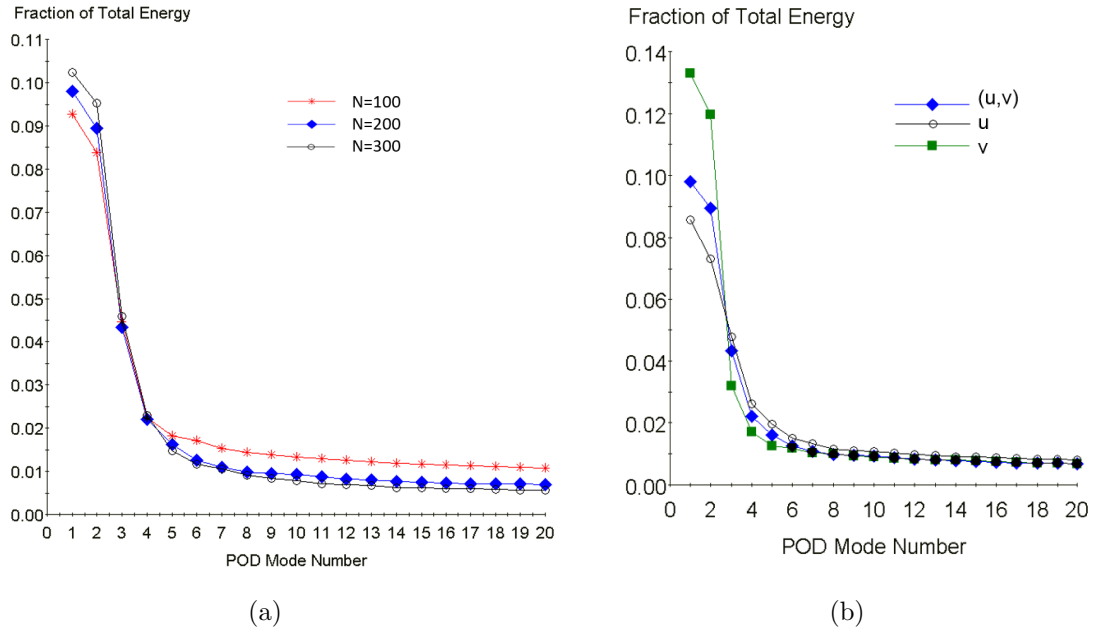 Fraction of Total Energy
0.11
0.10
0.09
0.08
0.07
0.06
0.05
0.04
0.03
0.02
0.01
0.00
N=100
N=200
N=300
0 1 2 3 4 5 6 7 8 9 10 11 12 13 14 15 16 17 18 19 20
POD Mode Number
(a)
Fraction of Total Energy
0.14
0.12
0.10
0.08
0.06
0.04
0.02
0.00
(u,v)
u
v
0 2 4 6 8 10 12 14 16 18 20
POD Mode Number
(b)